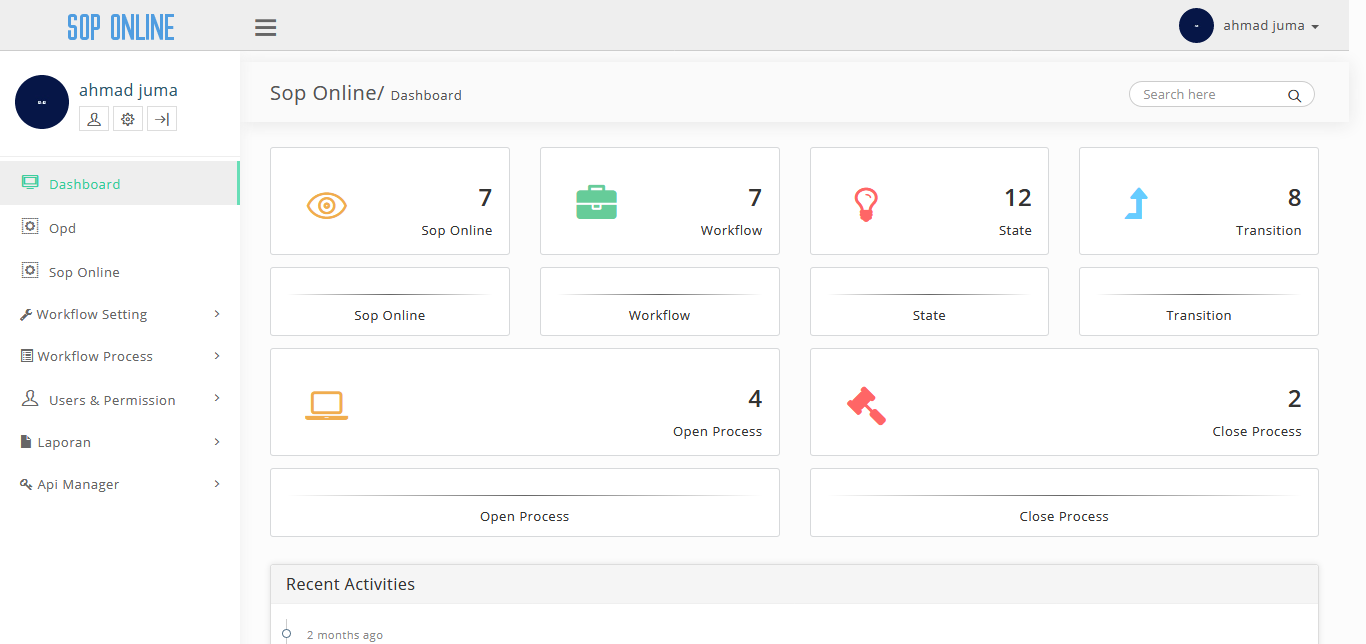 SOP ONLINE
ahmad juma
ahmad juma
Sop Online/ Dashboard
Search here
Dashboard
Opd
Sop Online
Workflow Setting
Workflow Process
Users & Permission
Laporan
Api Manager
7
Sop Online
7
Workflow
12
State
8
Transition
Sop Online
Workflow
State
Transition
4
Open Process
2
Close Process
Open Process
Close Process
Recent Activities
2 months ago